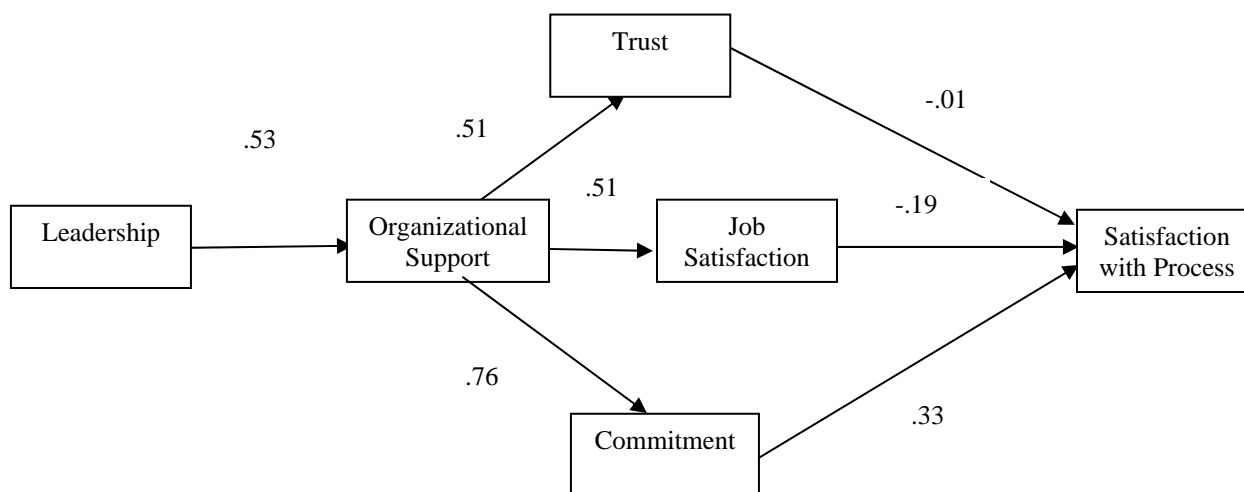 Trust
-.01
.53
.51
.51
-.19
Leadership
Organizational
Support
Job
Satisfaction
Satisfaction
with Process
.76
.33
Commitment